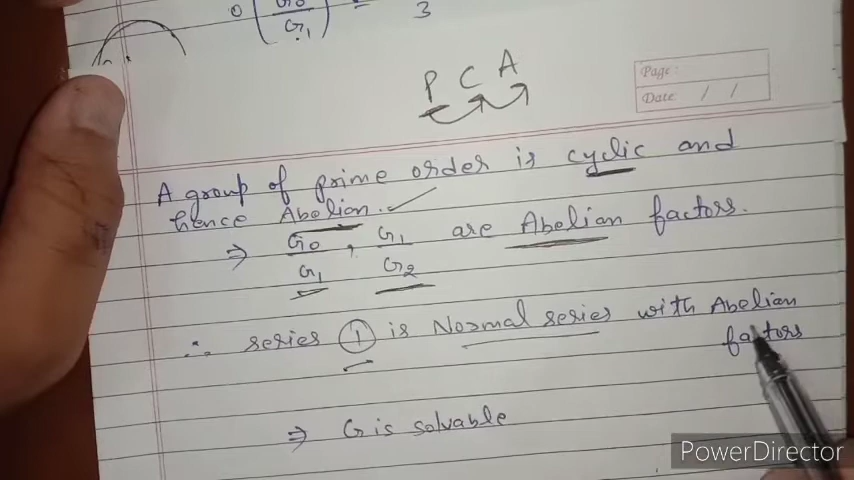 3
G₁
P C A
Page :
Date / /
A group of prime order is cyclic and
hence Abelian.
⇒ G₀/G₁ , G₁/G₂ are Abelian factors.
∴ series ① is Normal series with Abelian
factors
⇒ G is solvable
PowerDirector